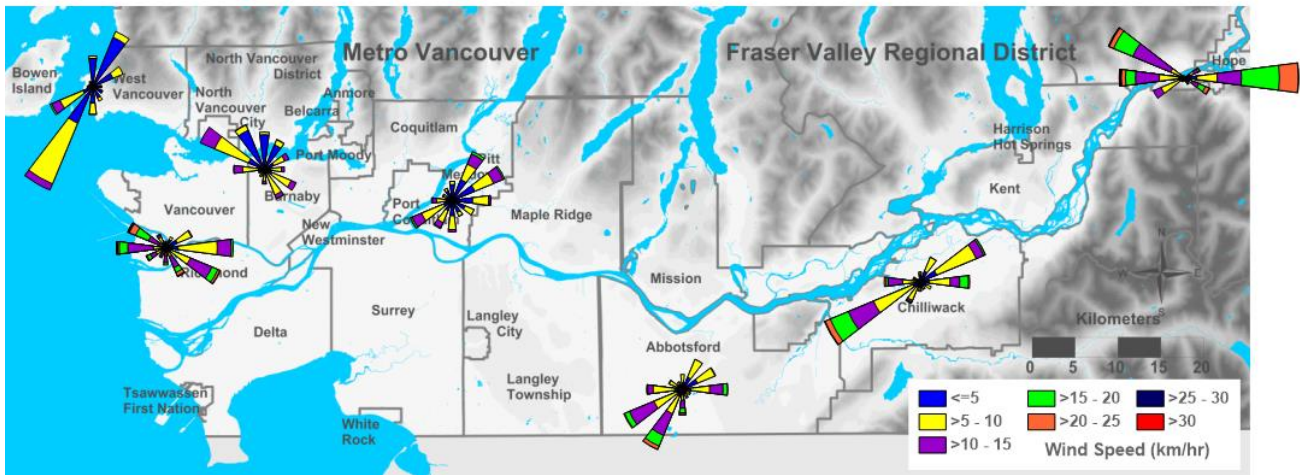 Metro Vancouver
Fraser Valley Regional District
Bowen
Island
West
Vancouver
North Vancouver
District
North
Vancouver
City
Belcarra
Anmore
Port Moody
Coquitlam
Burnaby
Port
Vancouver
New
Westminster
Richmond
Maple Ridge
Mission
Harrison
Hot Springs
Kent
Hope
Delta
Surrey
Langley
City
Langley
Township
Abbotsford
Chilliwack
Tsawwassen
First Nation
White
Rock
N
W
E
S
Kilometers
0 5 10 20
<=5
>5 - 10
>10 - 15
>15 - 20
>20 - 25
>25 - 30
>30
Wind Speed (km/hr)